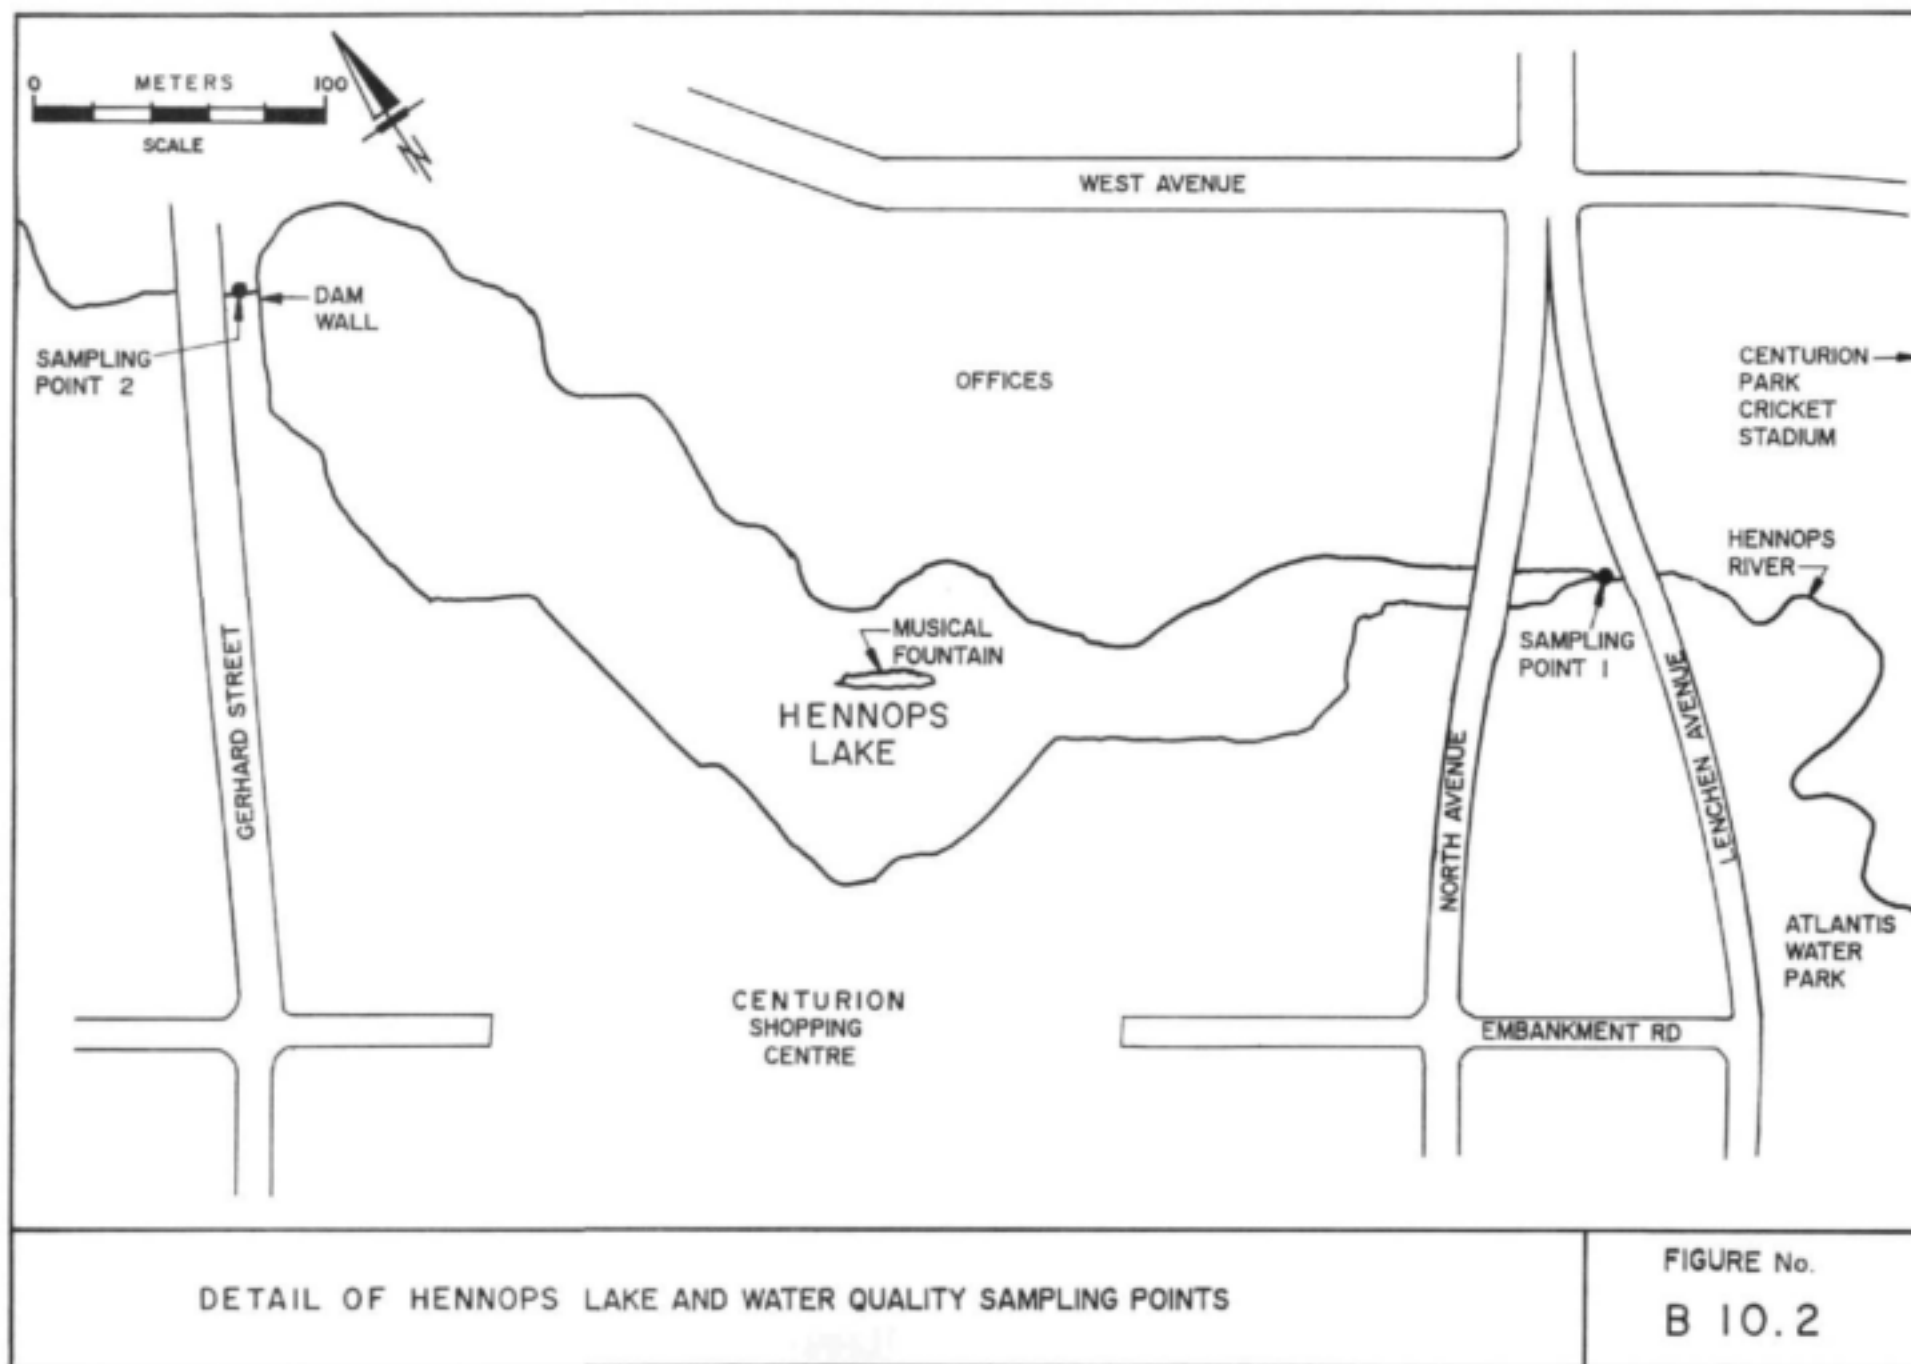 0 METERS 100
SCALE
WEST AVENUE
DAM
WALL
SAMPLING
POINT 2
OFFICES
CENTURION
PARK
CRICKET
STADIUM
HENNOPS
RIVER
MUSICAL
FOUNTAIN
HENNOPS
LAKE
SAMPLING
POINT 1
GERHARD STREET
NORTH AVENUE
LENCHEN AVENUE
ATLANTIS
WATER
PARK
CENTURION
SHOPPING
CENTRE
EMBANKMENT RD
DETAIL OF HENNOPS LAKE AND WATER QUALITY SAMPLING POINTS
FIGURE No.
B 10.2